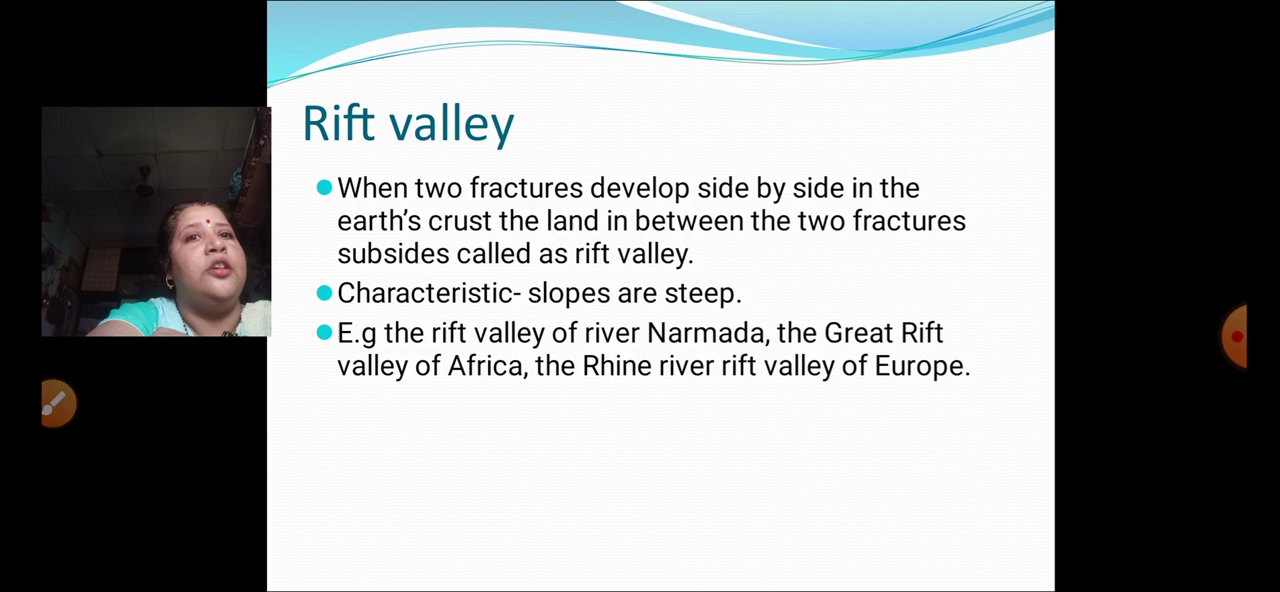 Rift valley
When two fractures develop side by side in the
earth’s crust the land in between the two fractures
subsides called as rift valley.
Characteristic- slopes are steep.
E.g the rift valley of river Narmada, the Great Rift
valley of Africa, the Rhine river rift valley of Europe.